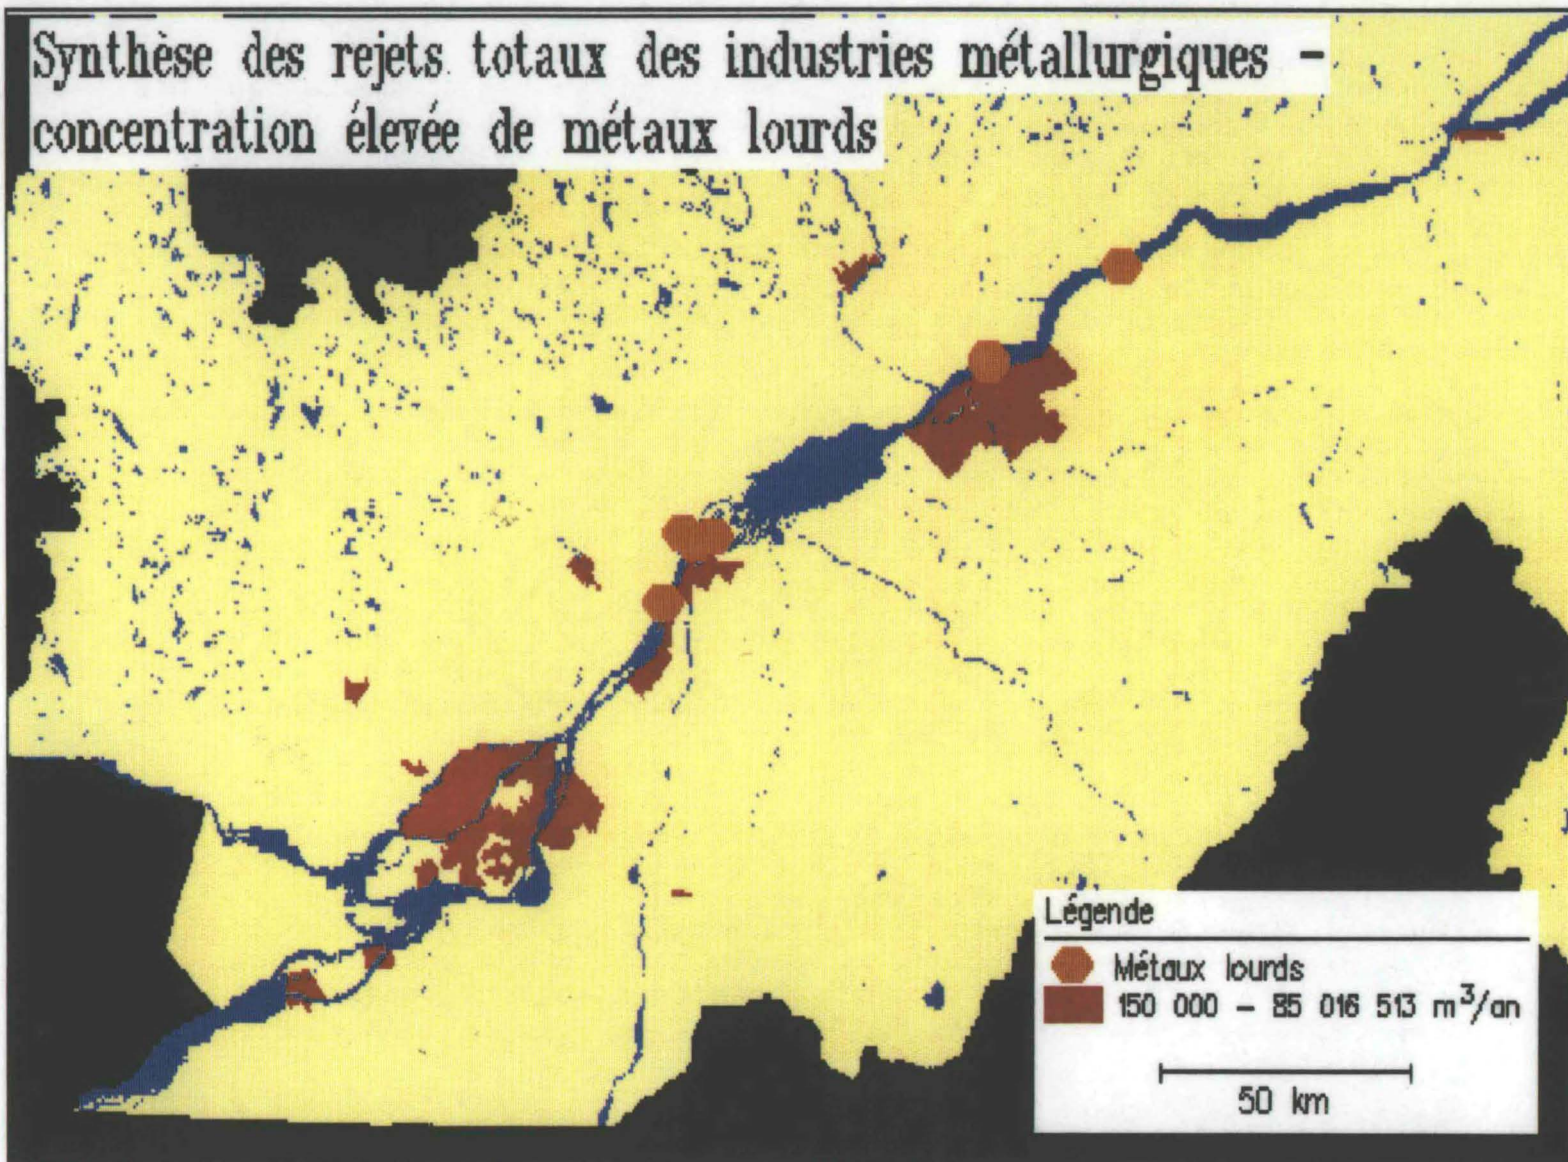 Synthèse des rejets totaux des industries métallurgiques -
concentration élevée de métaux lourds
Légende
Métaux lourds
150 000 - 85 016 513 m³/an
50 km